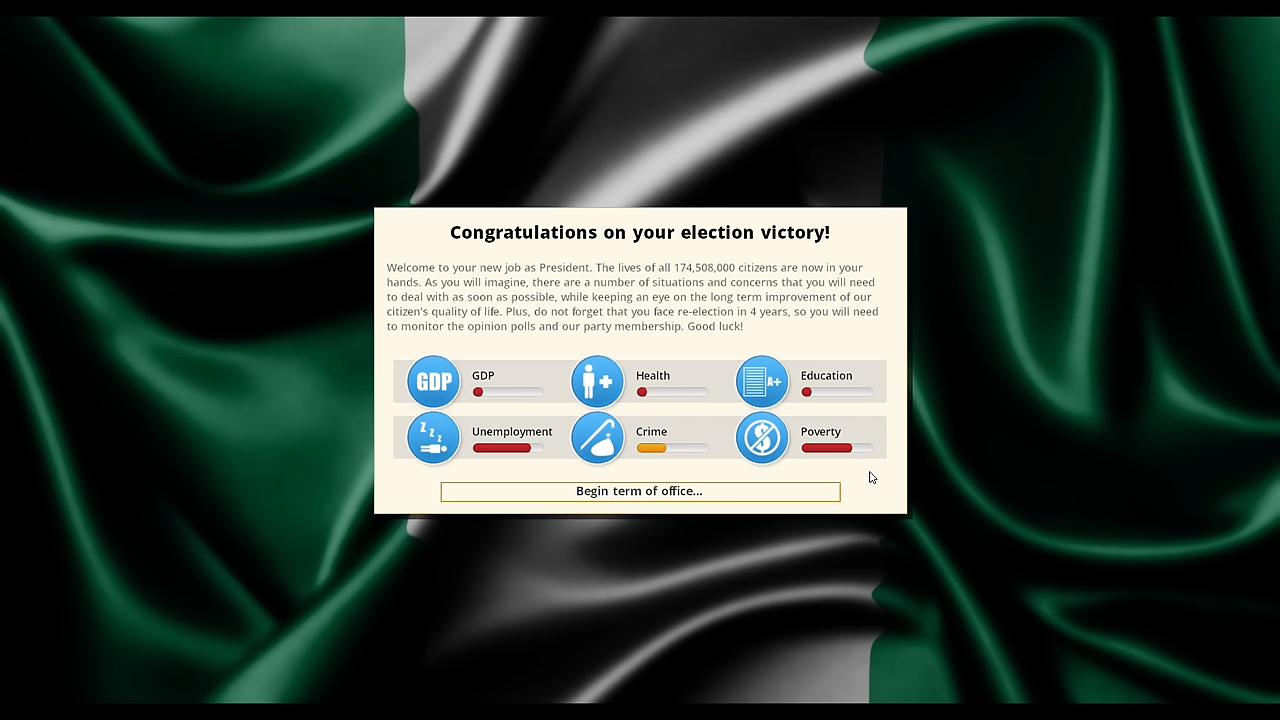 Congratulations on your election victory!
Welcome to your new job as President. The lives of all 174,508,000 citizens are now in your
hands. As you will imagine, there are a number of situations and concerns that you will need
to deal with as soon as possible, while keeping an eye on the long term improvement of our
citizen's quality of life. Plus, do not forget that you face re-election in 4 years, so you will need
to monitor the opinion polls and our party membership. Good luck!
GDP GDP Health A+ Education
Z Z Z Unemployment Crime $ Poverty
Begin term of office...